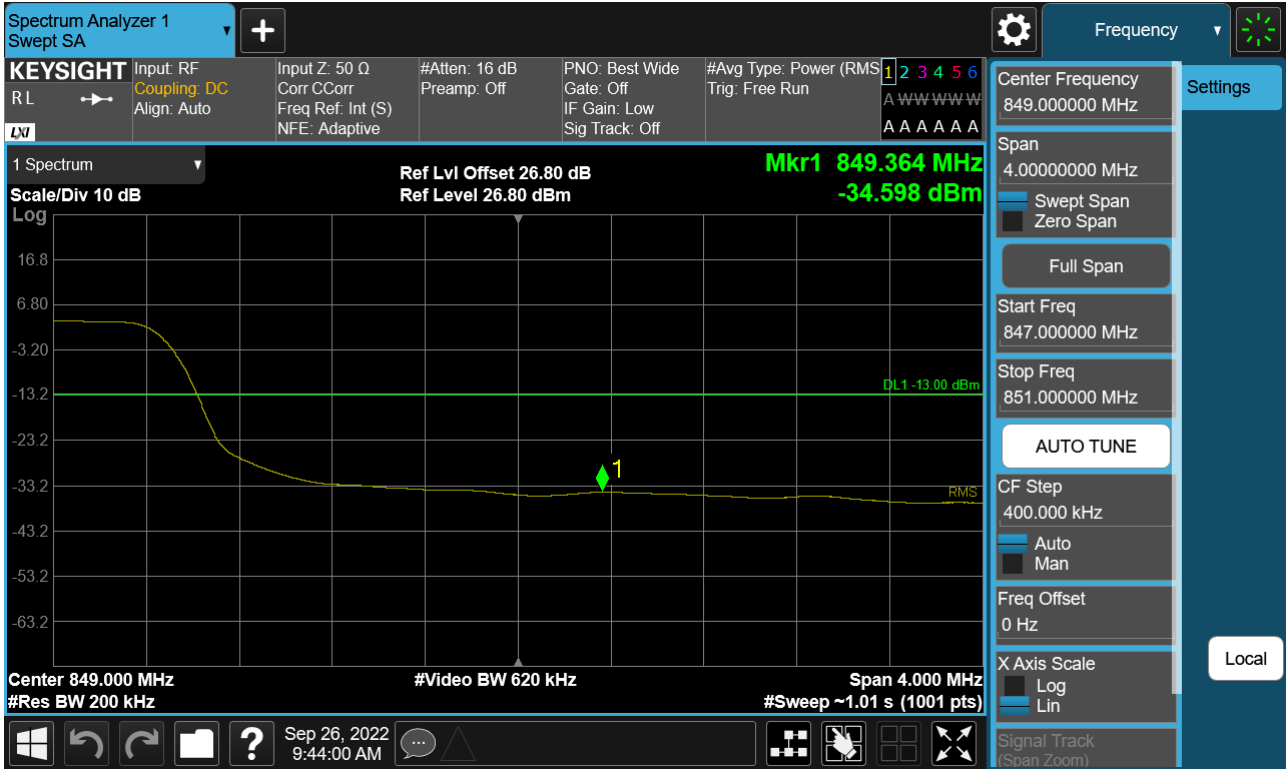 Spectrum Analyzer 1
Swept SA
Frequency
KEYSIGHT
R L
LXI
Input: RF
Coupling: DC
Align: Auto
Input Z: 50 Ω
Corr CCorr
Freq Ref: Int (S)
NFE: Adaptive
#Atten: 16 dB
Preamp: Off
PNO: Best Wide
Gate: Off
IF Gain: Low
Sig Track: Off
#Avg Type: Power (RMS
Trig: Free Run
1 2 3 4 5 6
A W W W W W
A A A A A A
1 Spectrum
Scale/Div 10 dB
Log
Ref Lvl Offset 26.80 dB
Ref Level 26.80 dBm
Mkr1 849.364 MHz
-34.598 dBm
16.8
6.80
-3.20
-13.2
-23.2
-33.2
-43.2
-53.2
-63.2
DL1 -13.00 dBm
1
RMS
Center 849.000 MHz
#Video BW 620 kHz
Span 4.000 MHz
#Res BW 200 kHz
#Sweep ~1.01 s (1001 pts)
Center Frequency
849.000000 MHz
Settings
Span
4.00000000 MHz
Swept Span
Zero Span
Full Span
Start Freq
847.000000 MHz
Stop Freq
851.000000 MHz
AUTO TUNE
CF Step
400.000 kHz
Auto
Man
Freq Offset
0 Hz
X Axis Scale
Log
Lin
Local
Signal Track
(Span Zoom)
?
Sep 26, 2022
9:44:00 AM